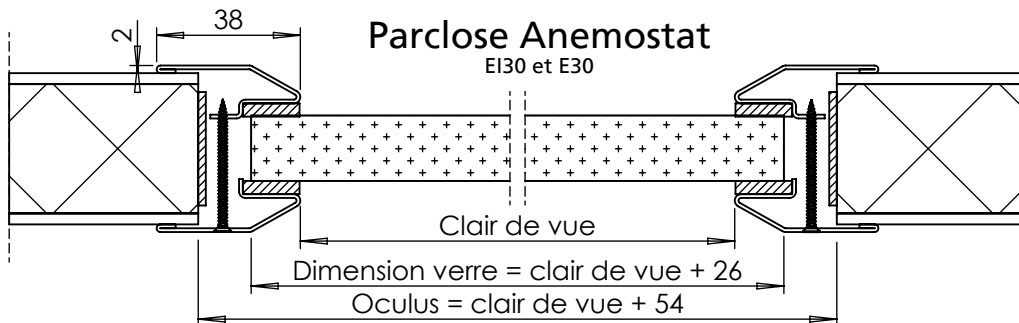 38
2
Parclose Anemostat
EI30 et E30
Clair de vue
Dimension verre = clair de vue + 26
Oculus = clair de vue + 54